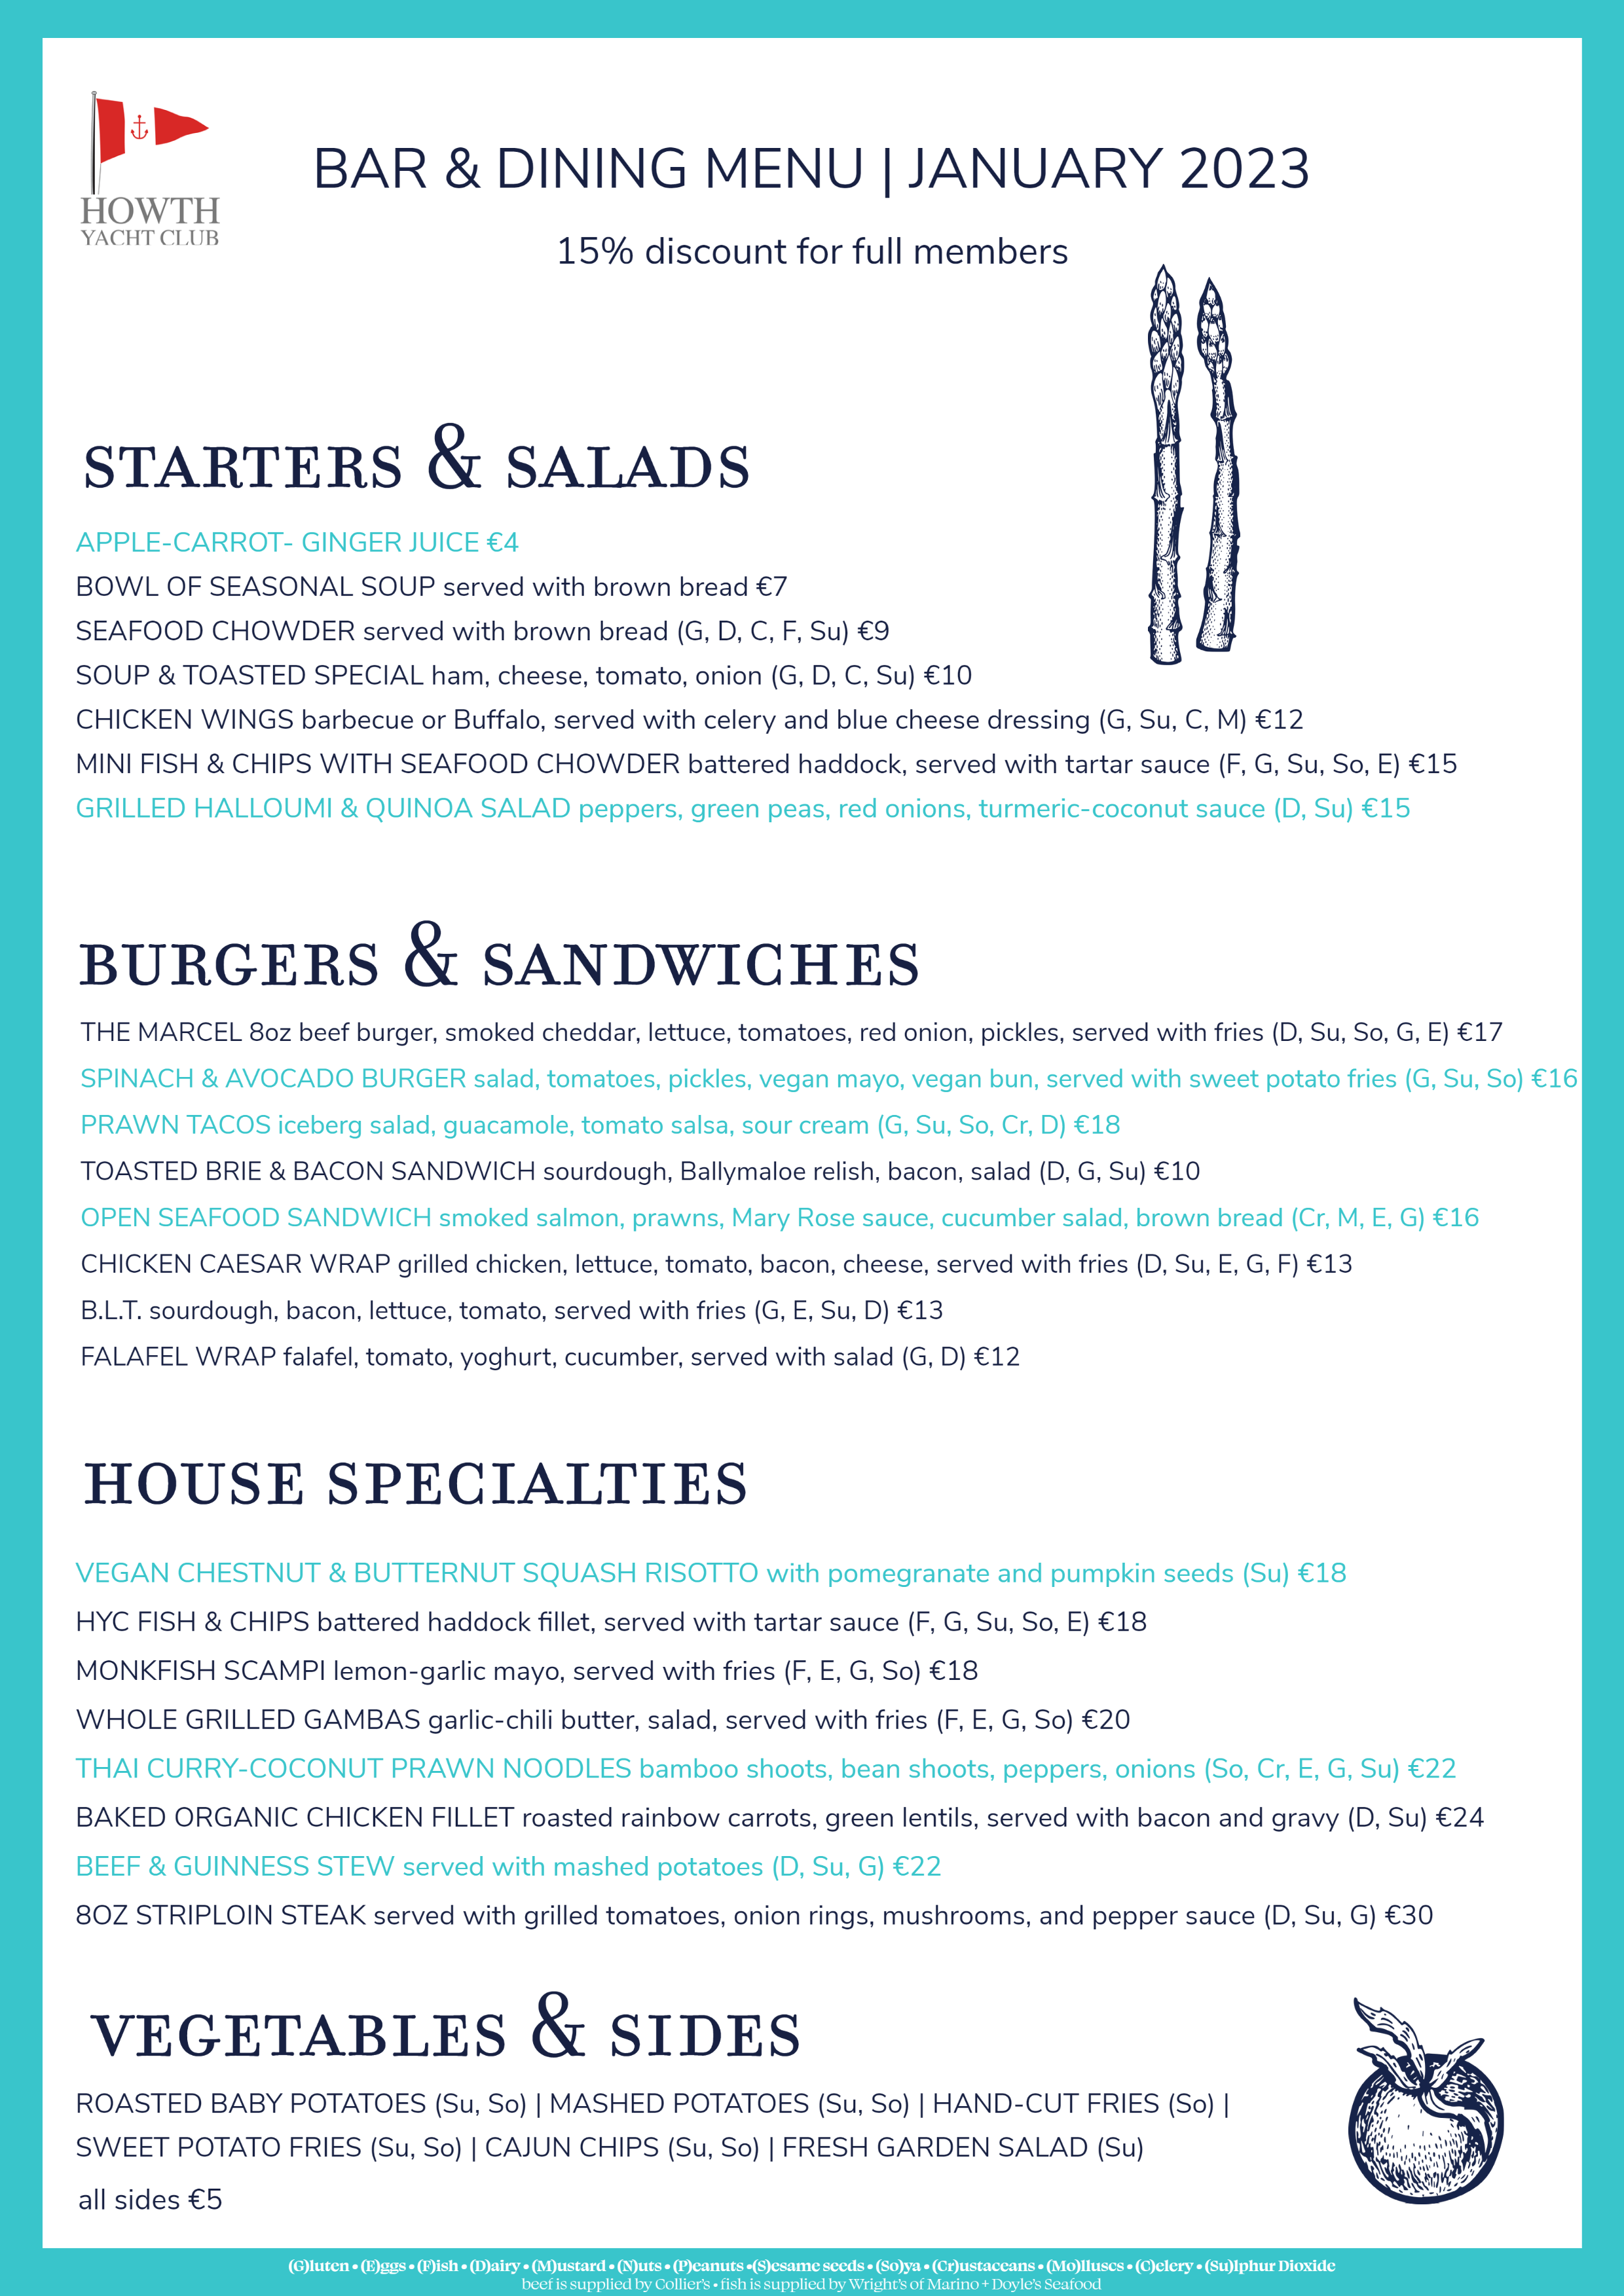 HOWTH
YACHT CLUB
BAR & DINING MENU | JANUARY 2023
15% discount for full members
STARTERS & SALADS
APPLE-CARROT- GINGER JUICE €4
BOWL OF SEASONAL SOUP served with brown bread €7
SEAFOOD CHOWDER served with brown bread (G, D, C, F, Su) €9
SOUP & TOASTED SPECIAL ham, cheese, tomato, onion (G, D, C, Su) €10
CHICKEN WINGS barbecue or Buffalo, served with celery and blue cheese dressing (G, Su, C, M) €12
MINI FISH & CHIPS WITH SEAFOOD CHOWDER battered haddock, served with tartar sauce (F, G, Su, So, E) €15
GRILLED HALLOUMI & QUINOA SALAD peppers, green peas, red onions, turmeric-coconut sauce (D, Su) €15
BURGERS & SANDWICHES
THE MARCEL 8oz beef burger, smoked cheddar, lettuce, tomatoes, red onion, pickles, served with fries (D, Su, So, G, E) €17
SPINACH & AVOCADO BURGER salad, tomatoes, pickles, vegan mayo, vegan bun, served with sweet potato fries (G, Su, So) €16
PRAWN TACOS iceberg salad, guacamole, tomato salsa, sour cream (G, Su, So, Cr, D) €18
TOASTED BRIE & BACON SANDWICH sourdough, Ballymaloe relish, bacon, salad (D, G, Su) €10
OPEN SEAFOOD SANDWICH smoked salmon, prawns, Mary Rose sauce, cucumber salad, brown bread (Cr, M, E, G) €16
CHICKEN CAESAR WRAP grilled chicken, lettuce, tomato, bacon, cheese, served with fries (D, Su, E, G, F) €13
B.L.T. sourdough, bacon, lettuce, tomato, served with fries (G, E, Su, D) €13
FALAFEL WRAP falafel, tomato, yoghurt, cucumber, served with salad (G, D) €12
HOUSE SPECIALTIES
VEGAN CHESTNUT & BUTTERNUT SQUASH RISOTTO with pomegranate and pumpkin seeds (Su) €18
HYC FISH & CHIPS battered haddock fillet, served with tartar sauce (F, G, Su, So, E) €18
MONKFISH SCAMPI lemon-garlic mayo, served with fries (F, E, G, So) €18
WHOLE GRILLED GAMBAS garlic-chili butter, salad, served with fries (F, E, G, So) €20
THAI CURRY-COCONUT PRAWN NOODLES bamboo shoots, bean shoots, peppers, onions (So, Cr, E, G, Su) €22
BAKED ORGANIC CHICKEN FILLET roasted rainbow carrots, green lentils, served with bacon and gravy (D, Su) €24
BEEF & GUINNESS STEW served with mashed potatoes (D, Su, G) €22
8OZ STRIPLOIN STEAK served with grilled tomatoes, onion rings, mushrooms, and pepper sauce (D, Su, G) €30
VEGETABLES & SIDES
ROASTED BABY POTATOES (Su, So) | MASHED POTATOES (Su, So) | HAND-CUT FRIES (So) |
SWEET POTATO FRIES (Su, So) | CAJUN CHIPS (Su, So) | FRESH GARDEN SALAD (Su)
all sides €5
(G)luten • (E)ggs • (F)ish • (D)airy • (M)ustard • (N)uts • (P)eanuts •(S)esame seeds • (So)ya • (Cr)ustaceans • (Mo)lluscs • (C)elery • (Su)lphur Dioxide
beef is supplied by Collier's • fish is supplied by Wright's of Marino + Doyle's Seafood